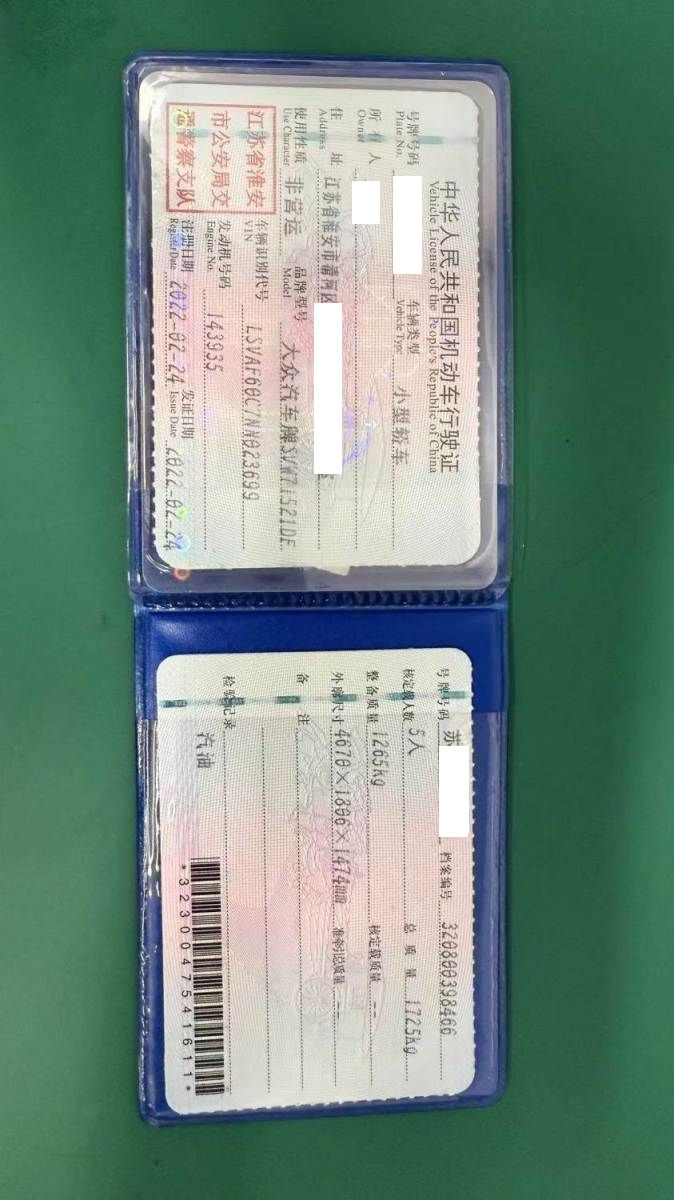 中华人民共和国机动车行驶证
Vehicle License of the People's Republic of China
号牌号码 车辆类型 小型轿车
Plate No. Vehicle Type
所有人
Owner
住址 江苏省淮安市清河区
Address
使用性质 非营运 品牌型号 大众汽车牌SVW71521DE
Use Character Model
江苏省淮安
市公安局交
通警察支队
车辆识别代号 LSVAF60C7NN023699
VIN
发动机号码 143935
Engine No.
注册日期 2022-02-24 发证日期 2022-02-24
Register Date Issue Date
号牌号码 苏 档案编号 320800398466
核定载人数 5人 总质量 1725kg
整备质量 1265kg 核定载质量 --
外廓尺寸 4670×1806×1474mm 准牵引总质量 --
备注
检验记录
汽油
*3230047541611*